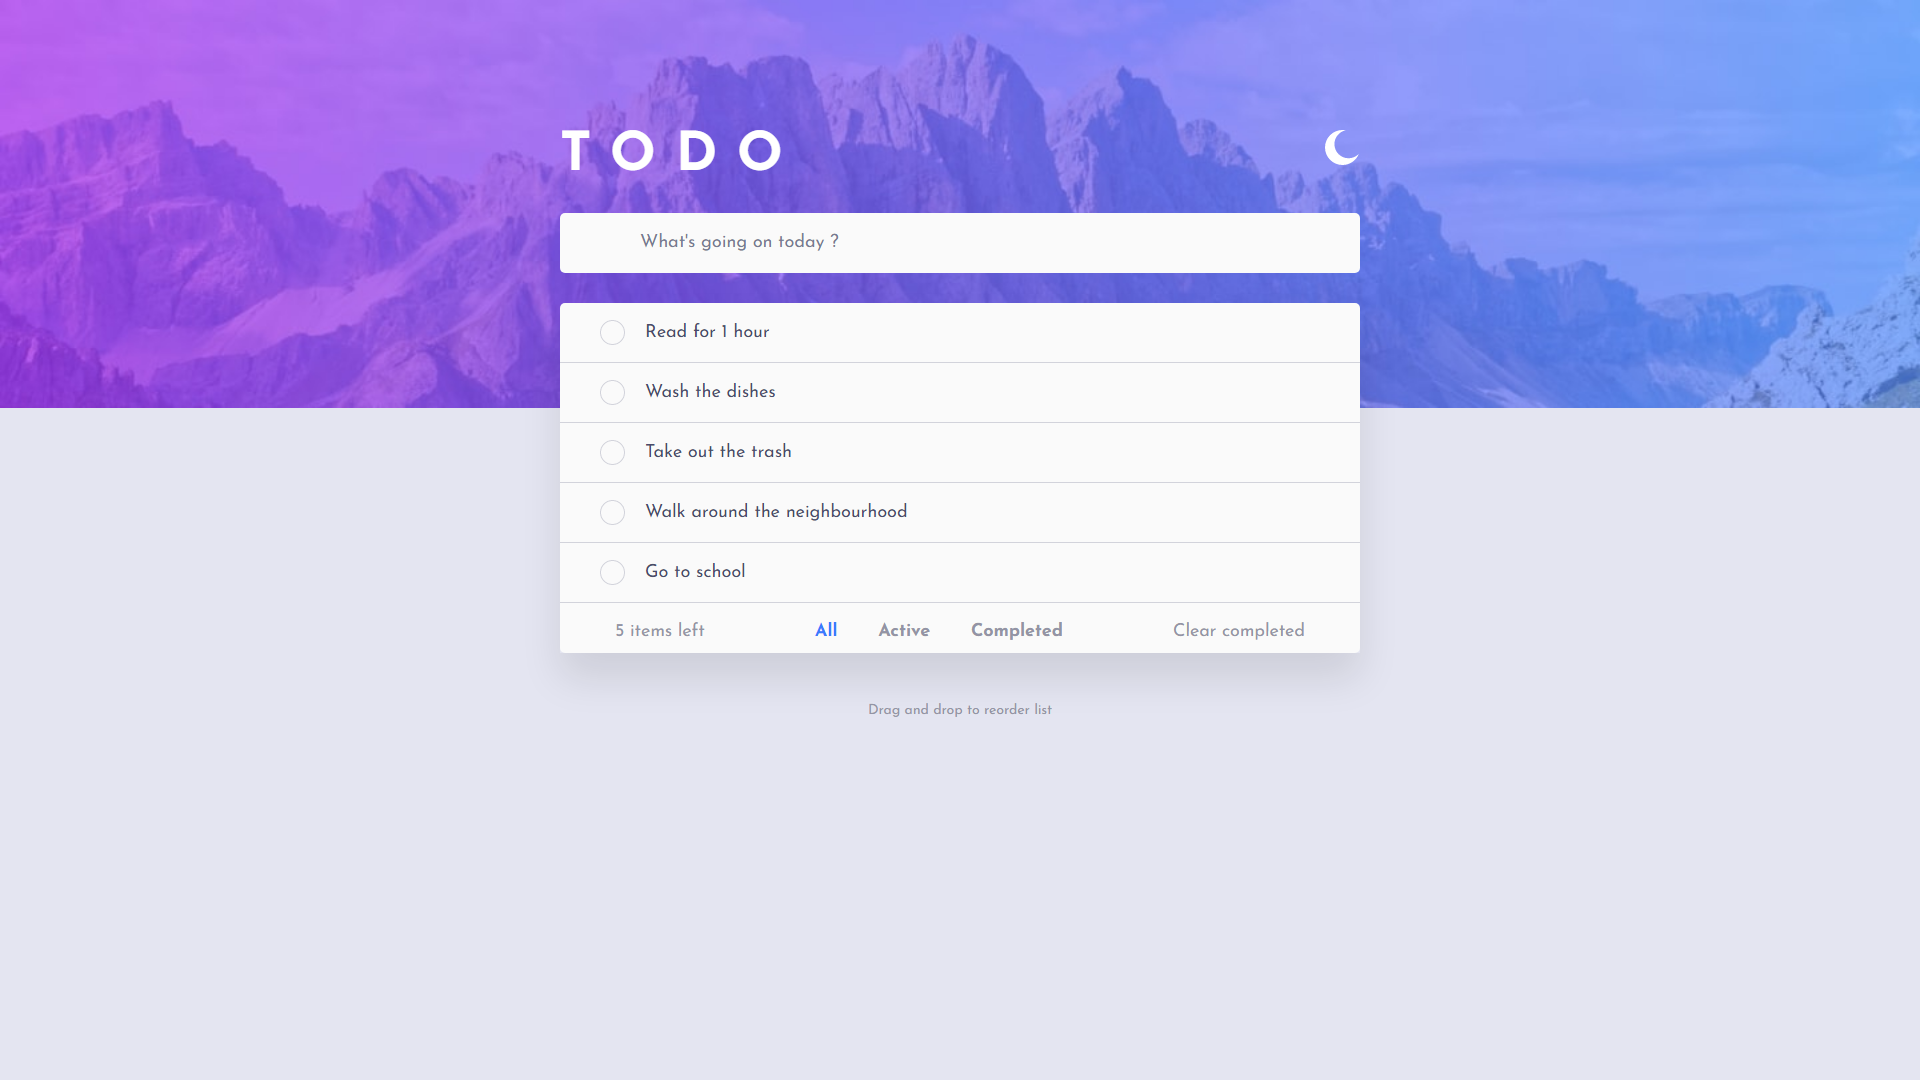 TODO
What's going on today ?
Read for 1 hour
Wash the dishes
Take out the trash
Walk around the neighbourhood
Go to school
5 items left All Active Completed Clear completed
Drag and drop to reorder list